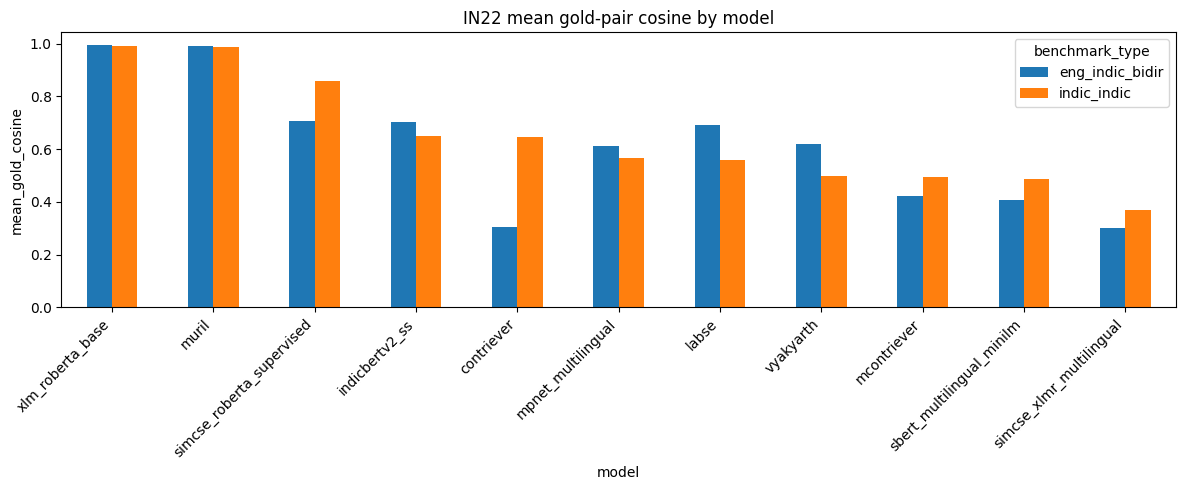 IN22 mean gold-pair cosine by model
benchmark_type
eng_indic_bidir
indic_indic
mean_gold_cosine
1.0
0.8
0.6
0.4
0.2
0.0
xlm_roberta_base
muril
simcse_roberta_supervised
indicbertv2_ss
contriever
mpnet_multilingual
labse
vyakyarth
mcontriever
sbert_multilingual_minilm
simcse_xlmr_multilingual
model